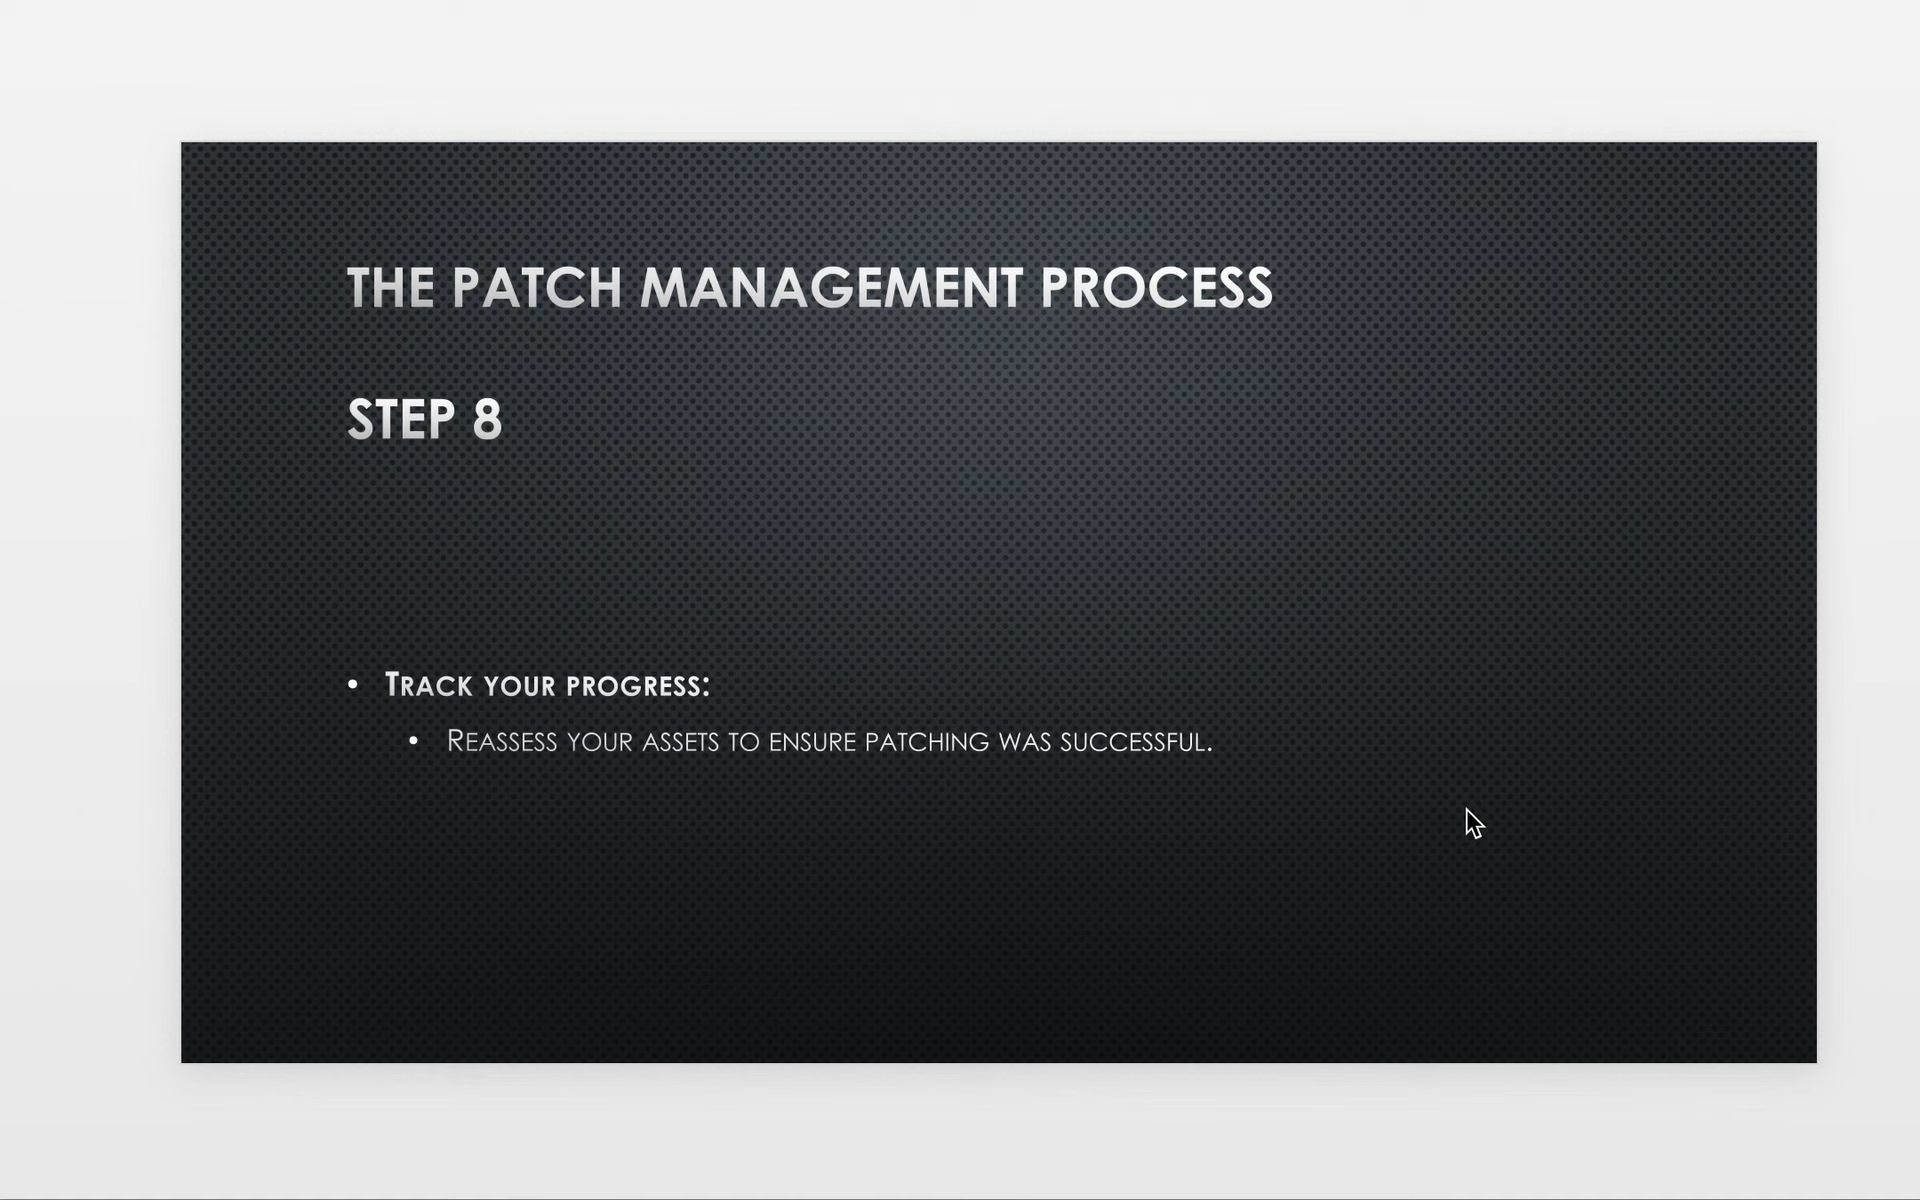 THE PATCH MANAGEMENT PROCESS
STEP 8
• TRACK YOUR PROGRESS:
• REASSESS YOUR ASSETS TO ENSURE PATCHING WAS SUCCESSFUL.